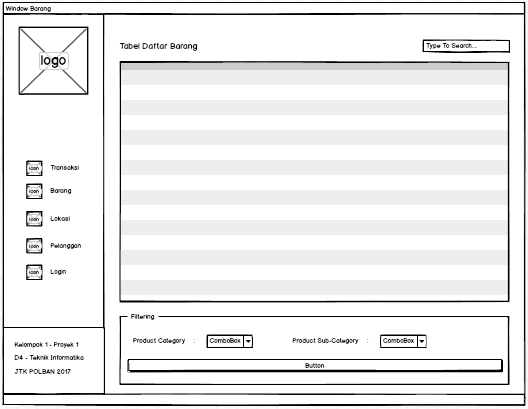 Window Barang
logo
Tabel Daftar Barang
Type To Search...
icon Transaksi
icon Barang
icon Lokasi
icon Pelanggan
icon Login
Filtering
Product Category : ComboBox
Product Sub-Category : ComboBox
Button
Kelompok 1 - Proyek 1
D4 - Teknik Informatika
JTK POLBAN 2017